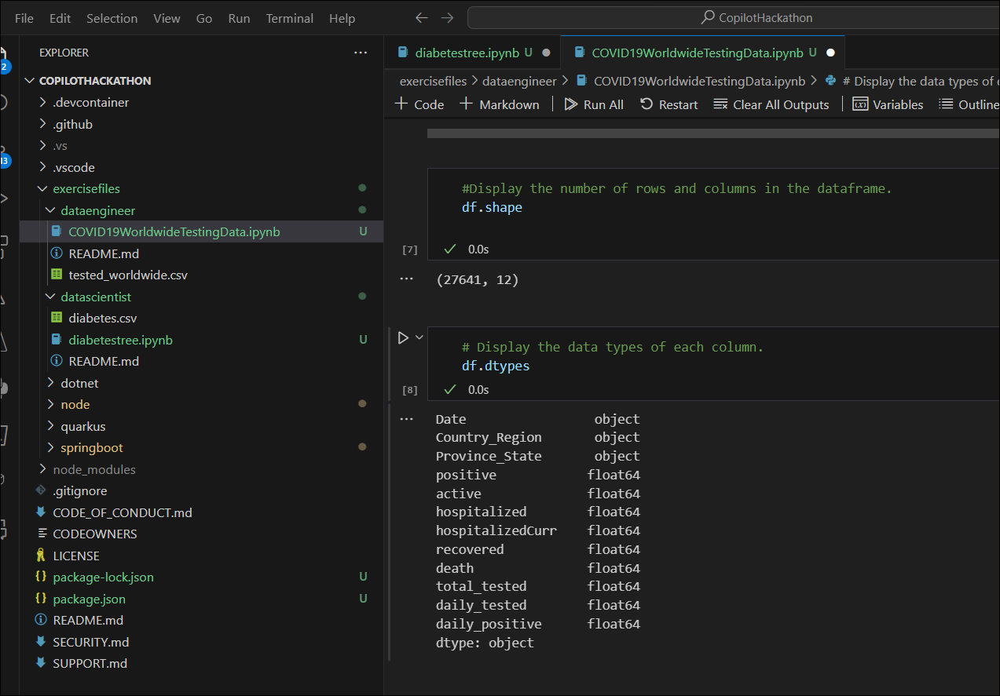 File Edit Selection View Go Run Terminal Help
CopilotHackathon
EXPLORER
COPILOTHACKATHON
.devcontainer
.github
.vs
.vscode
exercisefiles
dataengineer
COVID19WorldwideTestingData.ipynb U
README.md
tested_worldwide.csv
datascientist
diabetes.csv
diabetestree.ipynb U
README.md
dotnet
node
quarkus
springboot
node_modules
.gitignore
CODE_OF_CONDUCT.md
CODEOWNERS
LICENSE
package-lock.json U
package.json U
README.md
SECURITY.md
SUPPORT.md
2
13
diabetestree.ipynb U
COVID19WorldwideTestingData.ipynb U
exercisefiles > dataengineer > COVID19WorldwideTestingData.ipynb > # Display the data types of
+ Code + Markdown | Run All Restart Clear All Outputs | Variables Outline
#Display the number of rows and columns in the dataframe.
df.shape
[7] 0.0s
(27641, 12)
# Display the data types of each column.
df.dtypes
[8] 0.0s
Date object
Country_Region object
Province_State object
positive float64
active float64
hospitalized float64
hospitalizedCurr float64
recovered float64
death float64
total_tested float64
daily_tested float64
daily_positive float64
dtype: object